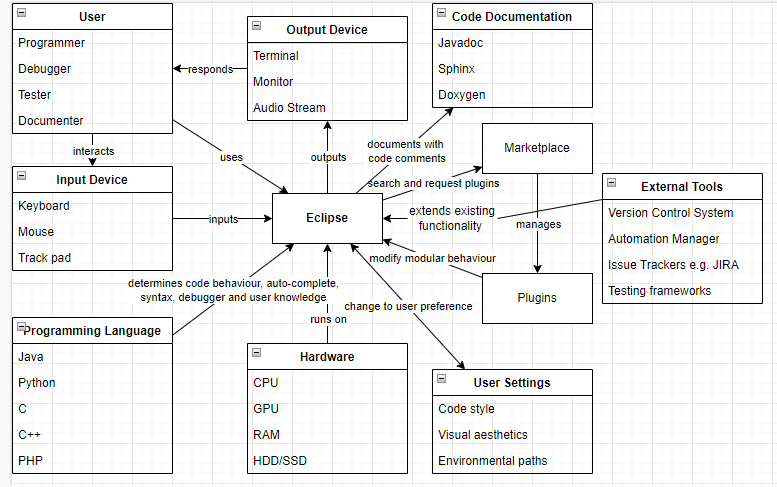 User
Programmer
Debugger
Tester
Documenter
interacts
Output Device
Terminal
Monitor
Audio Stream
responds
Code Documentation
Javadoc
Sphinx
Doxygen
documents with
code comments
uses
outputs
Marketplace
search and request plugins
Input Device
Keyboard
Mouse
Track pad
inputs
Eclipse
extends existing
functionality
manages
External Tools
Version Control System
Automation Manager
Issue Trackers e.g. JIRA
Testing frameworks
modify modular behaviour
Plugins
determines code behaviour, auto-complete,
syntax, debugger and user knowledge
change to user preference
runs on
Programming Language
Java
Python
C
C++
PHP
Hardware
CPU
GPU
RAM
HDD/SSD
User Settings
Code style
Visual aesthetics
Environmental paths